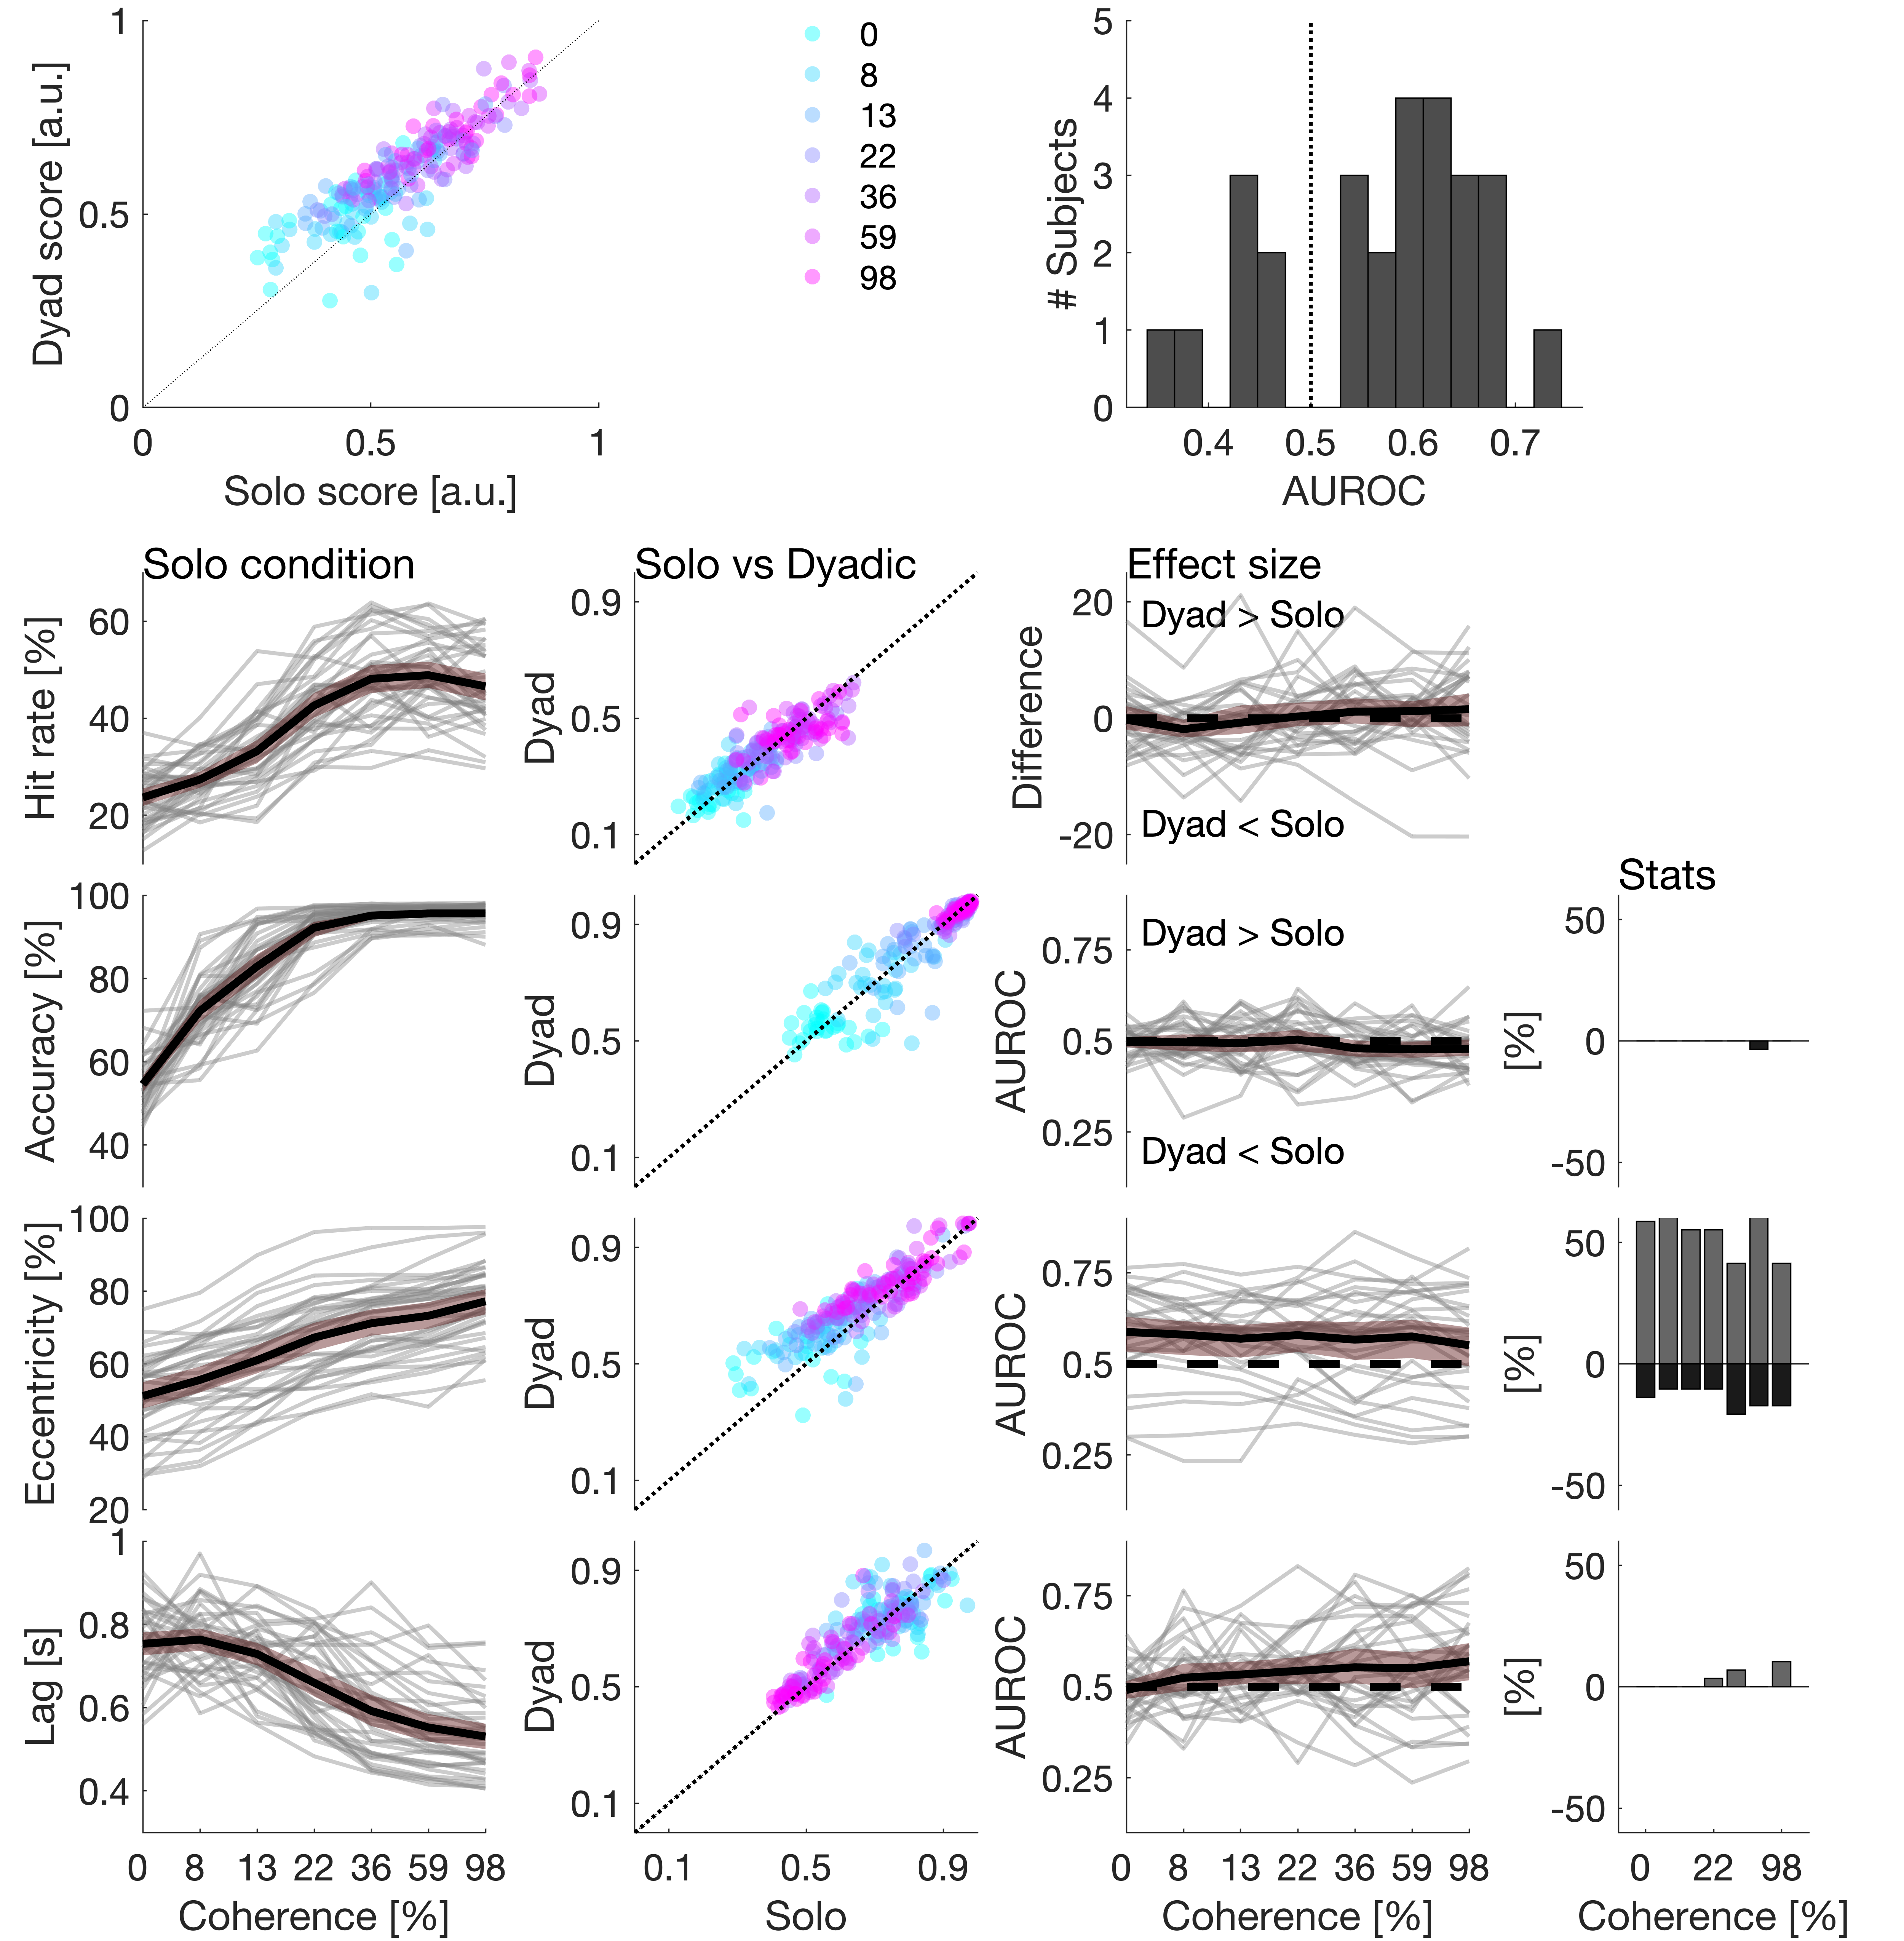 1
0.5
0
Dyad score [a.u.]
0
0.5
1
Solo score [a.u.]
0
8
13
22
36
59
98
5
4
3
2
1
0
# Subjects
0.4
0.5
0.6
0.7
AUROC
Solo condition
Solo vs Dyadic
Effect size
60
40
20
Hit rate [%]
0.9
0.5
0.1
Dyad
20
0
-20
Difference
Dyad > Solo
Dyad < Solo
Stats
100
80
60
40
Accuracy [%]
0.9
0.5
0.1
Dyad
0.75
0.5
0.25
AUROC
Dyad > Solo
Dyad < Solo
50
0
-50
[%]
100
80
60
40
20
Eccentricity [%]
0.9
0.5
0.1
Dyad
0.75
0.5
0.25
AUROC
50
0
-50
[%]
1
0.8
0.6
0.4
Lag [s]
0.9
0.5
0.1
Dyad
0.75
0.5
0.25
AUROC
50
0
-50
[%]
0 8 13 22 36 59 98
Coherence [%]
0.1 0.5 0.9
Solo
0 8 13 22 36 59 98
Coherence [%]
0 22 98
Coherence [%]